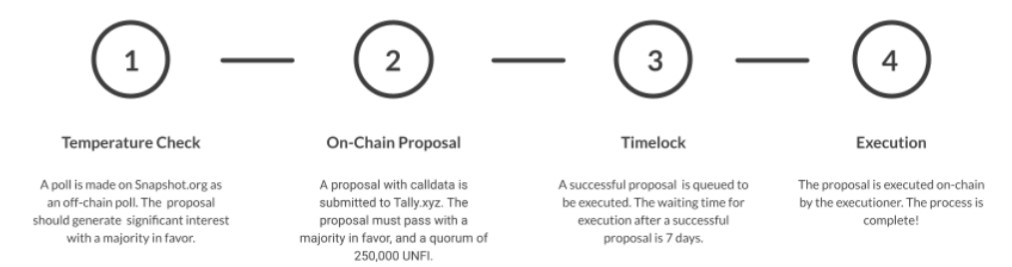 1
2
3
4
Temperature Check
A poll is made on Snapshot.org as
an off-chain poll. The proposal
should generate significant interest
with a majority in favor.
On-Chain Proposal
A proposal with calldata is
submitted to Tally.xyz. The
proposal must pass with a
majority in favor, and a quorum of
250,000 UNFI.
Timelock
A successful proposal is queued to
be executed. The waiting time for
execution after a successful
proposal is 7 days.
Execution
The proposal is executed on-chain
by the executioner. The process is
complete!